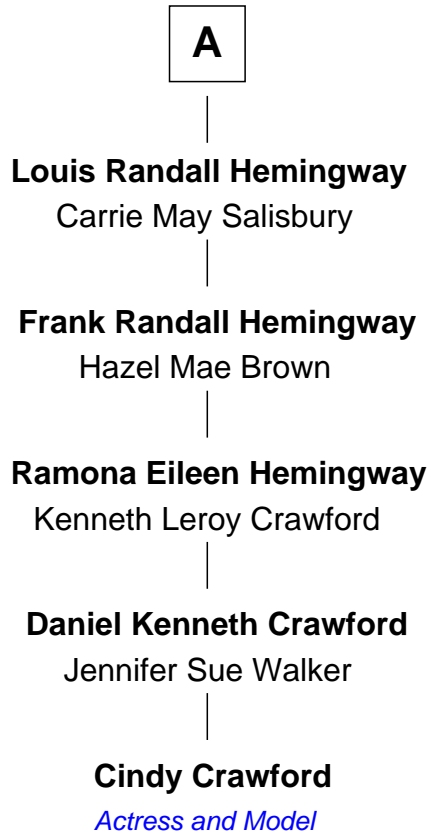 A
Louis Randall Hemingway
Carrie May Salisbury
Frank Randall Hemingway
Hazel Mae Brown
Ramona Eileen Hemingway
Kenneth Leroy Crawford
Daniel Kenneth Crawford
Jennifer Sue Walker
Cindy Crawford
Actress and Model